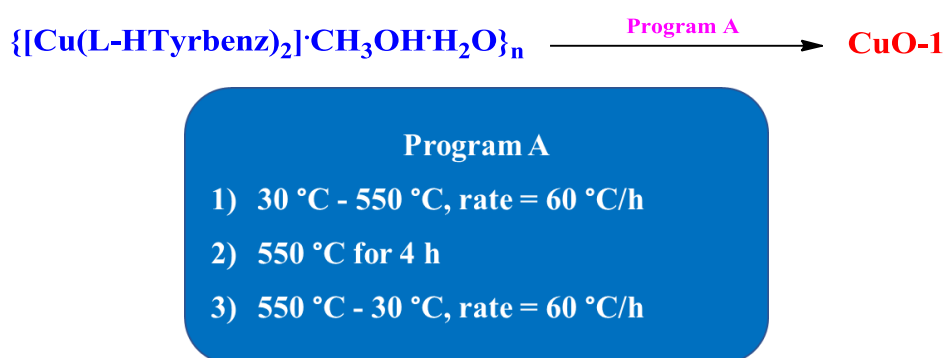 {[Cu(L-HTyrbenz)₂]·CH₃OH·H₂O}ₙ Program A CuO-1
Program A
1) 30 °C - 550 °C, rate = 60 °C/h
2) 550 °C for 4 h
3) 550 °C - 30 °C, rate = 60 °C/h